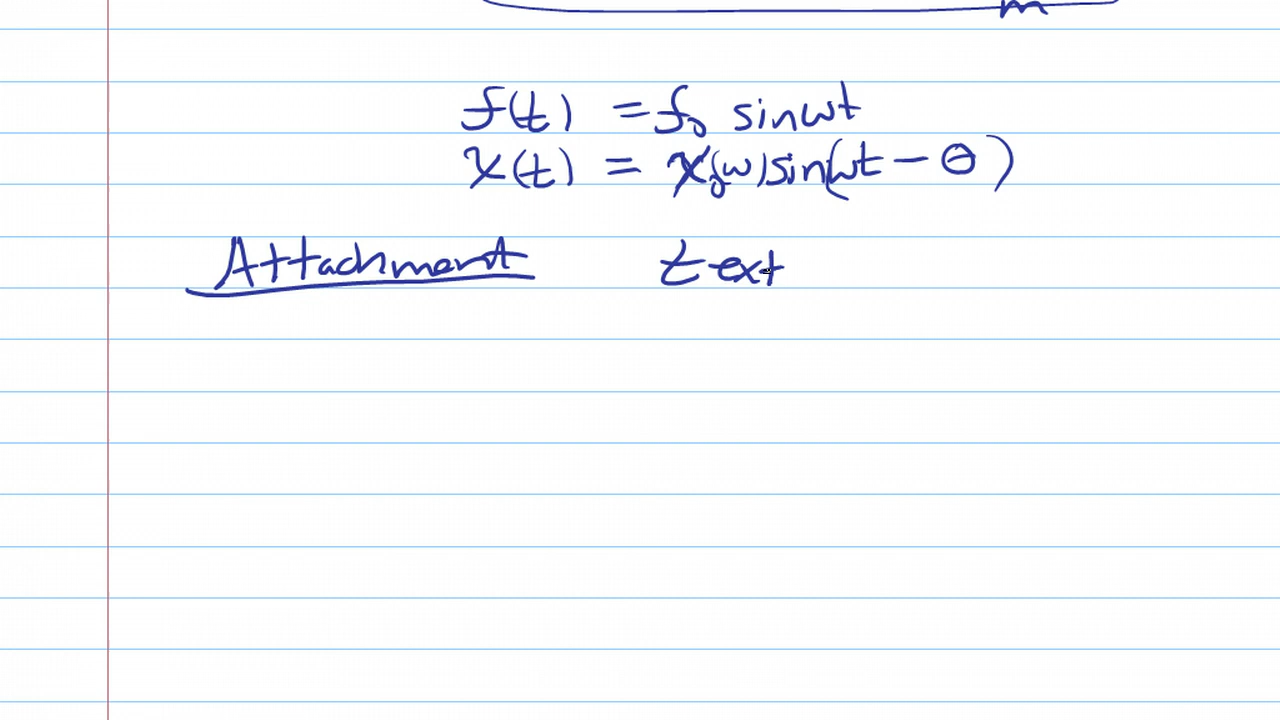 m
f(t) = f₀ sinωt
x(t) = x₀(ω)sin(ωt − θ)
Attachment text